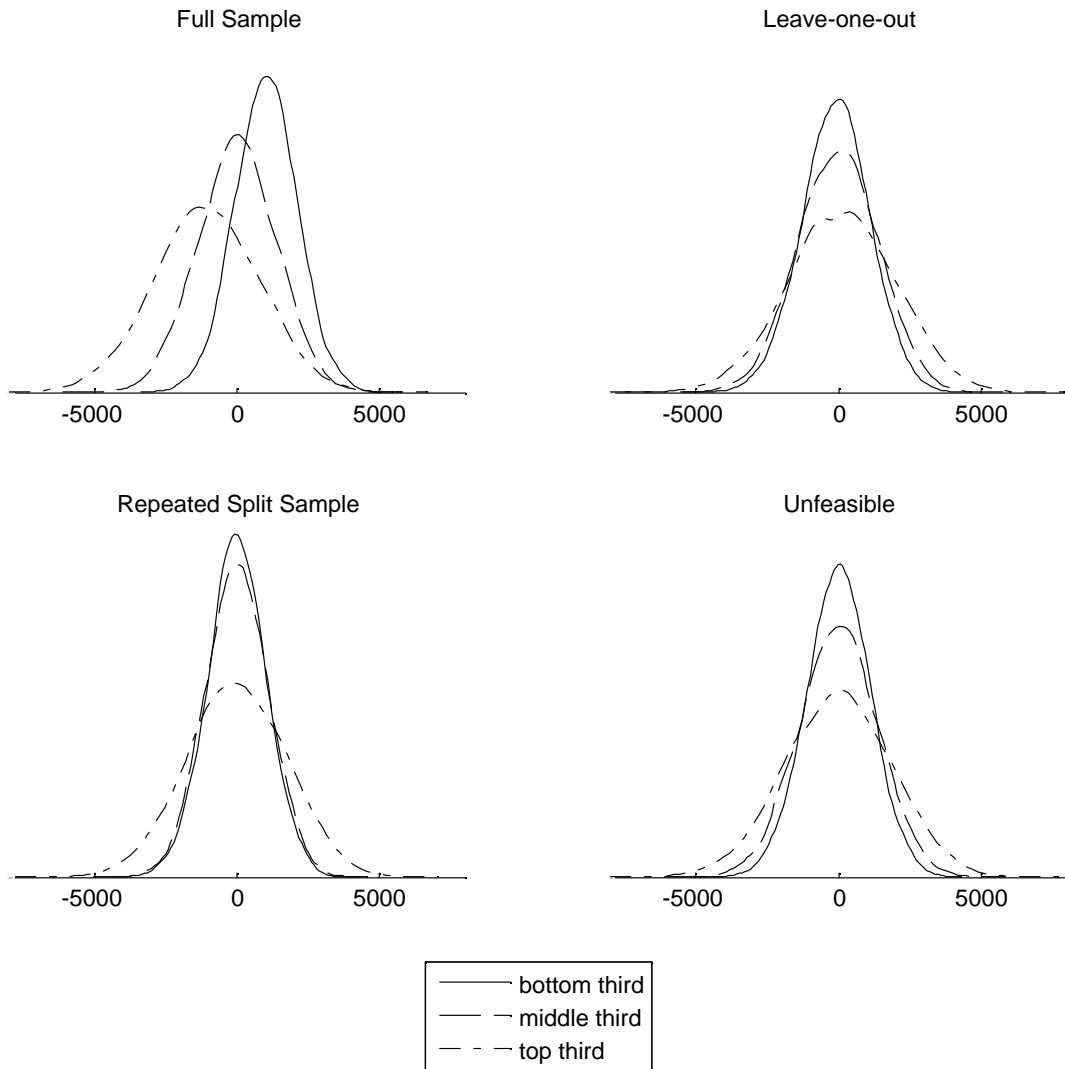 Full Sample
Leave-one-out
-5000 0 5000
-5000 0 5000
Repeated Split Sample
Unfeasible
-5000 0 5000
-5000 0 5000
bottom third
middle third
top third